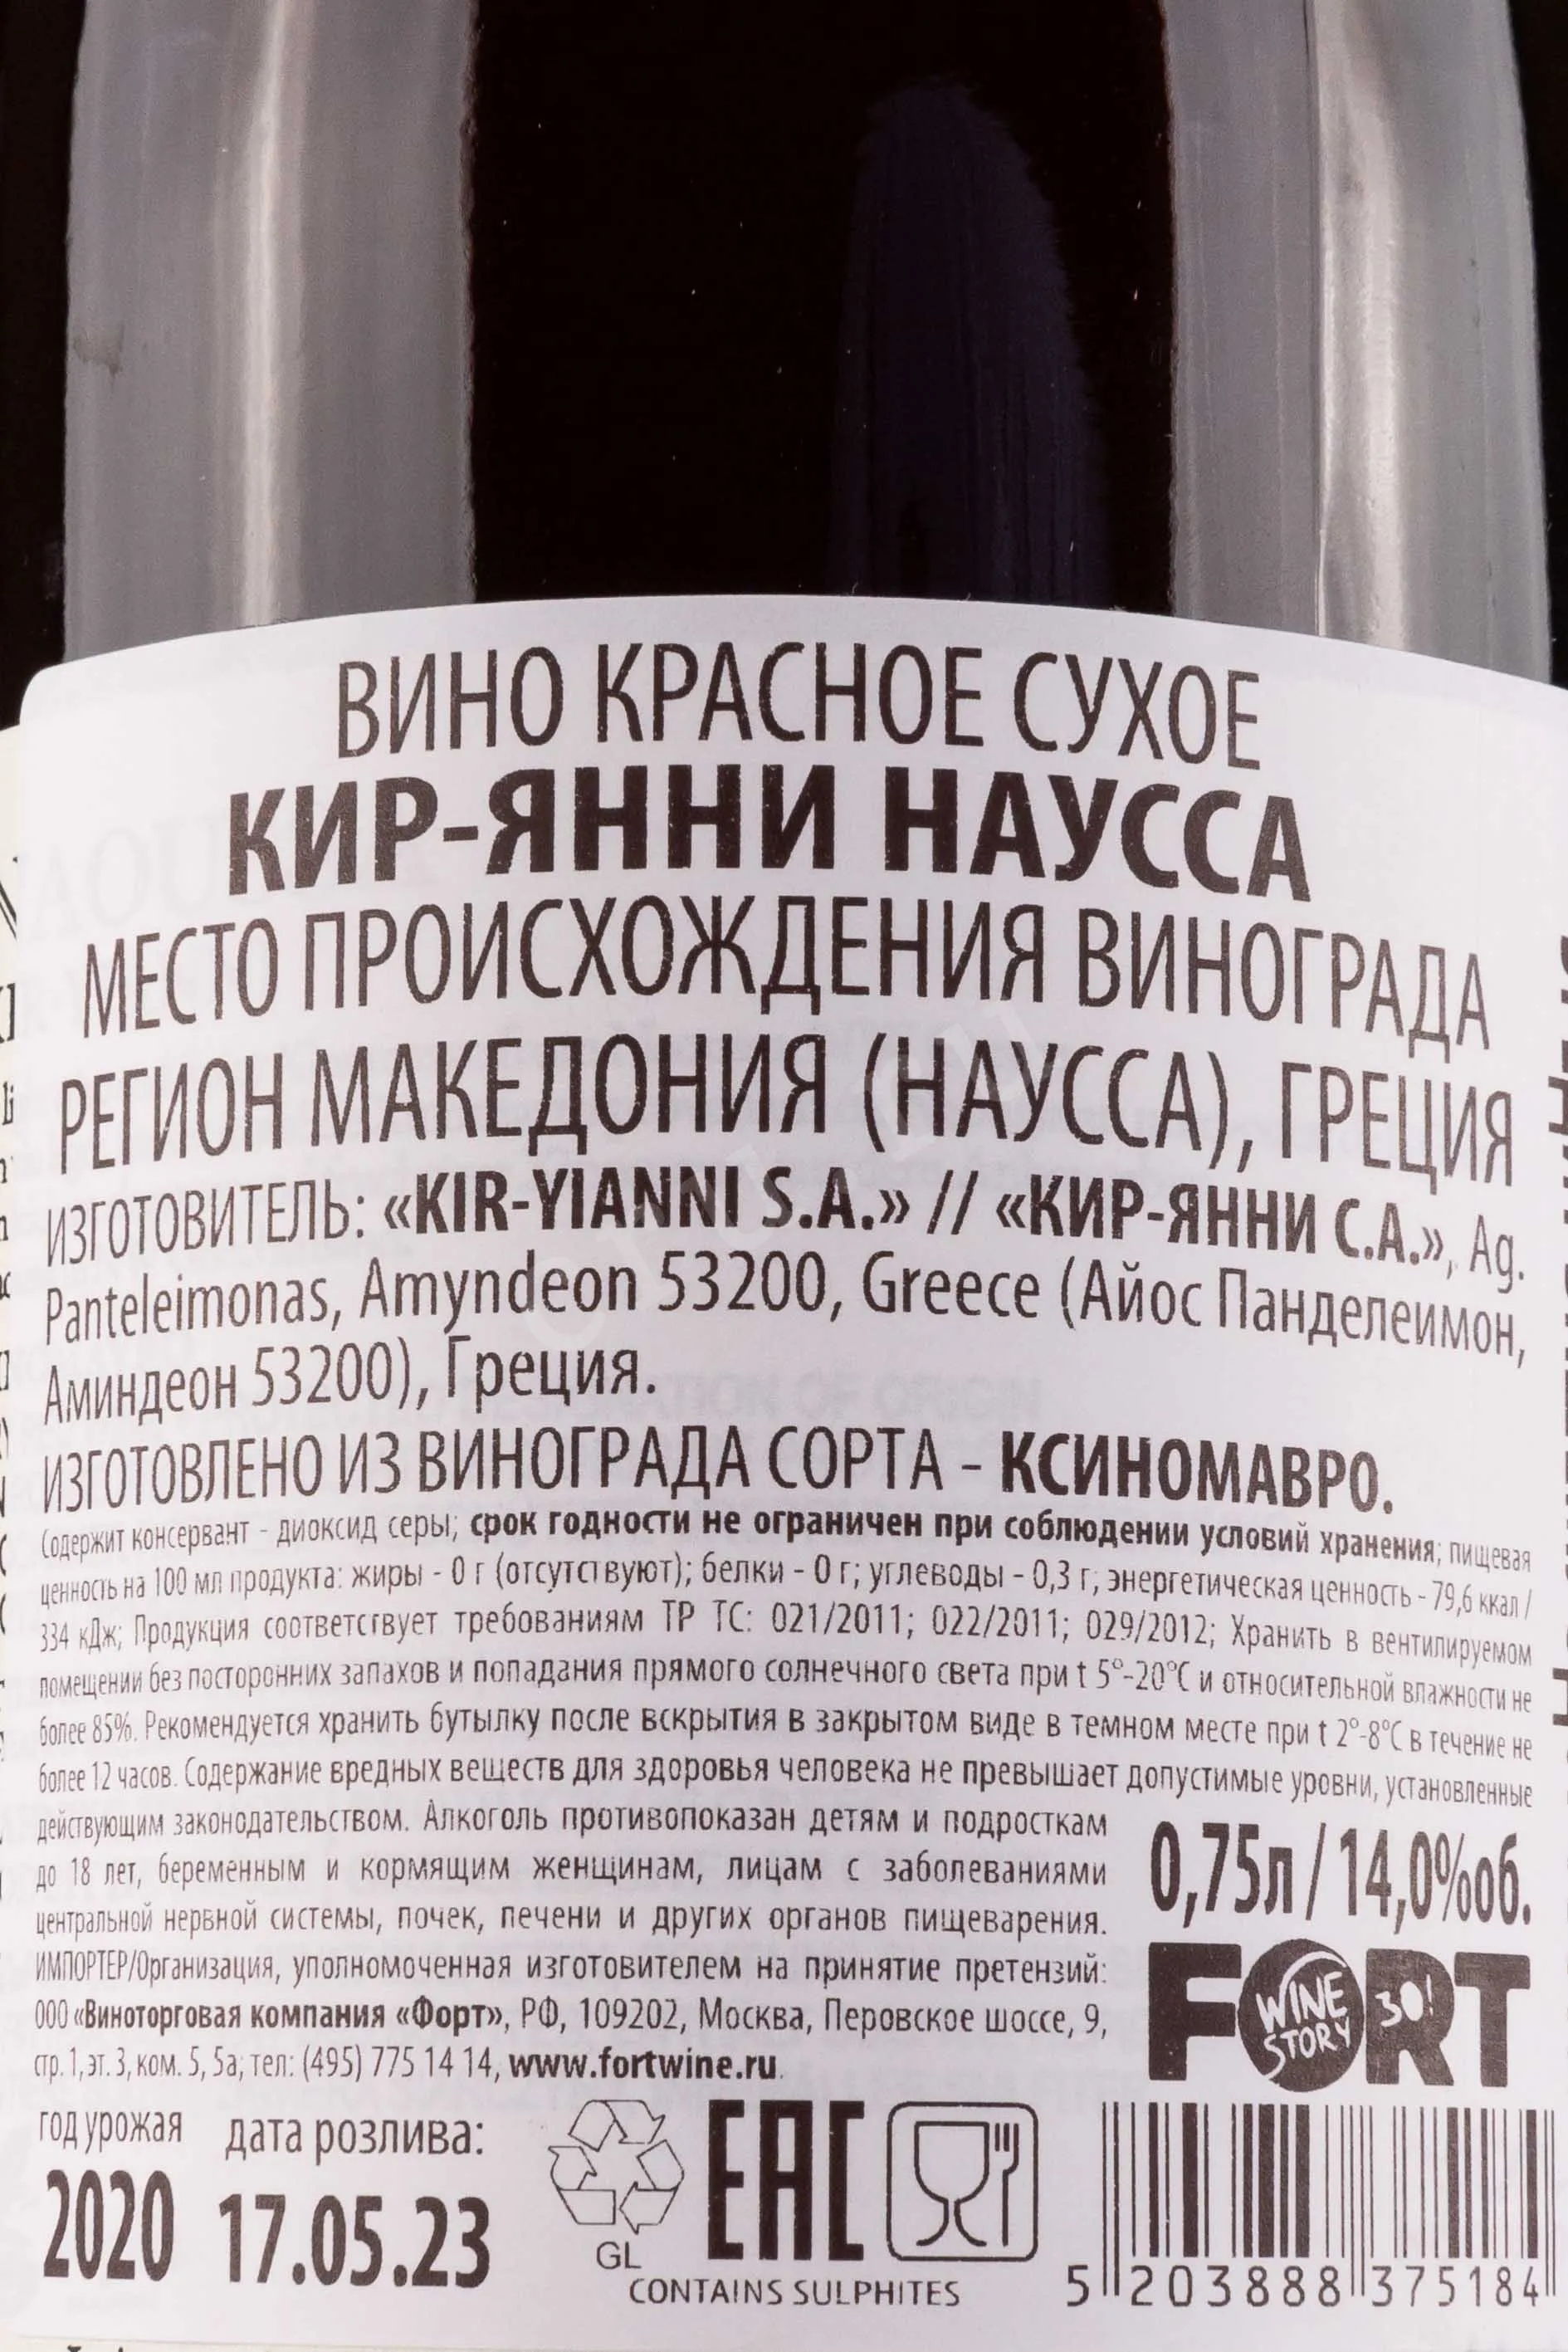 ВИНО КРАСНОЕ СУХОЕ
КИР-ЯННИ НАУССА
МЕСТО ПРОИСХОЖДЕНИЯ ВИНОГРАДА
РЕГИОН МАКЕДОНИЯ (НАУССА), ГРЕЦИЯ
ИЗГОТОВИТЕЛЬ: «KIR-YIANNI S.A.» // «КИР-ЯННИ С.А.», Ag.
Panteleimonas, Amyndeon 53200, Greece (Айос Панделеимон,
Аминдеон 53200), Греция.
ИЗГОТОВЛЕНО ИЗ ВИНОГРАДА СОРТА - КСИНОМАВРО.
Содержит консервант - диоксид серы; срок годности не ограничен при соблюдении условий хранения; пищевая
ценность на 100 мл продукта: жиры - 0 г (отсутствуют); белки - 0 г; углеводы - 0,3 г; энергетическая ценность - 79,6 ккал /
334 кДж; Продукция соответствует требованиям ТР ТС: 021/2011; 022/2011; 029/2012; Хранить в вентилируемом
помещении без посторонних запахов и попадания прямого солнечного света при t 5°-20°C и относительной влажности не
более 85%. Рекомендуется хранить бутылку после вскрытия в закрытом виде в темном месте при t 2°-8°C в течение не
более 12 часов. Содержание вредных веществ для здоровья человека не превышает допустимые уровни, установленные
действующим законодательством. Алкоголь противопоказан детям и подросткам
до 18 лет, беременным и кормящим женщинам, лицам с заболеваниями
центральной нервной системы, почек, печени и других органов пищеварения.
ИМПОРТЕР/Организация, уполномоченная изготовителем на принятие претензий:
ООО «Виноторговая компания «Форт», РФ, 109202, Москва, Перовское шоссе, 9,
стр. 1, эт. 3, ком. 5, 5а; тел: (495) 775 14 14, www.fortwine.ru.
0,75л / 14,0%об.
FORT
WINE STORY 30!
год урожая
2020
дата розлива:
17.05.23
GL
EAC
CONTAINS SULPHITES
5 203888 375184